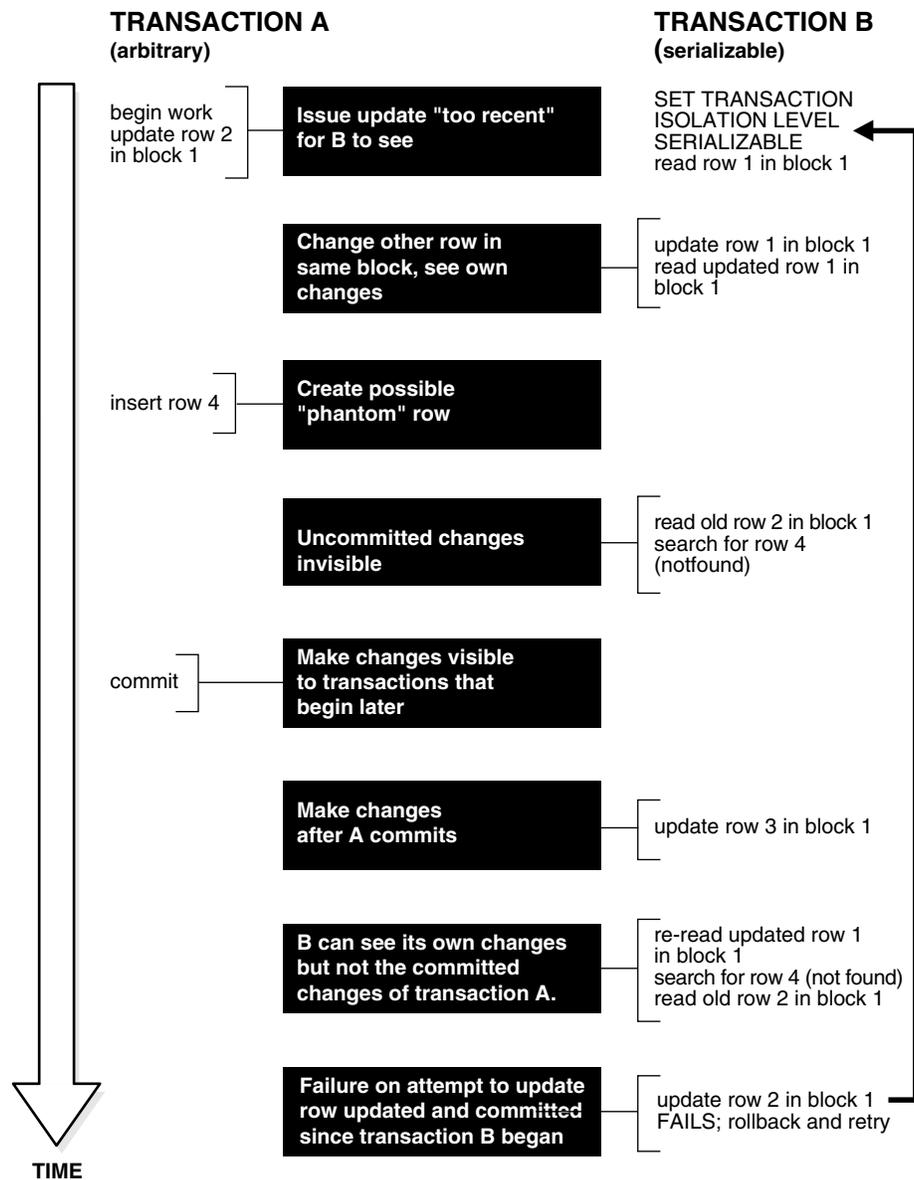 TRANSACTION A
(arbitrary)
TRANSACTION B
(serializable)
begin work
update row 2
in block 1
Issue update "too recent"
for B to see
SET TRANSACTION
ISOLATION LEVEL
SERIALIZABLE
read row 1 in block 1
Change other row in
same block, see own
changes
update row 1 in block 1
read updated row 1 in
block 1
insert row 4
Create possible
"phantom" row
Uncommitted changes
invisible
read old row 2 in block 1
search for row 4
(notfound)
commit
Make changes visible
to transactions that
begin later
Make changes
after A commits
update row 3 in block 1
B can see its own changes
but not the committed
changes of transaction A.
re-read updated row 1
in block 1
search for row 4 (not found)
read old row 2 in block 1
Failure on attempt to update
row updated and committed
since transaction B began
update row 2 in block 1
FAILS; rollback and retry
TIME